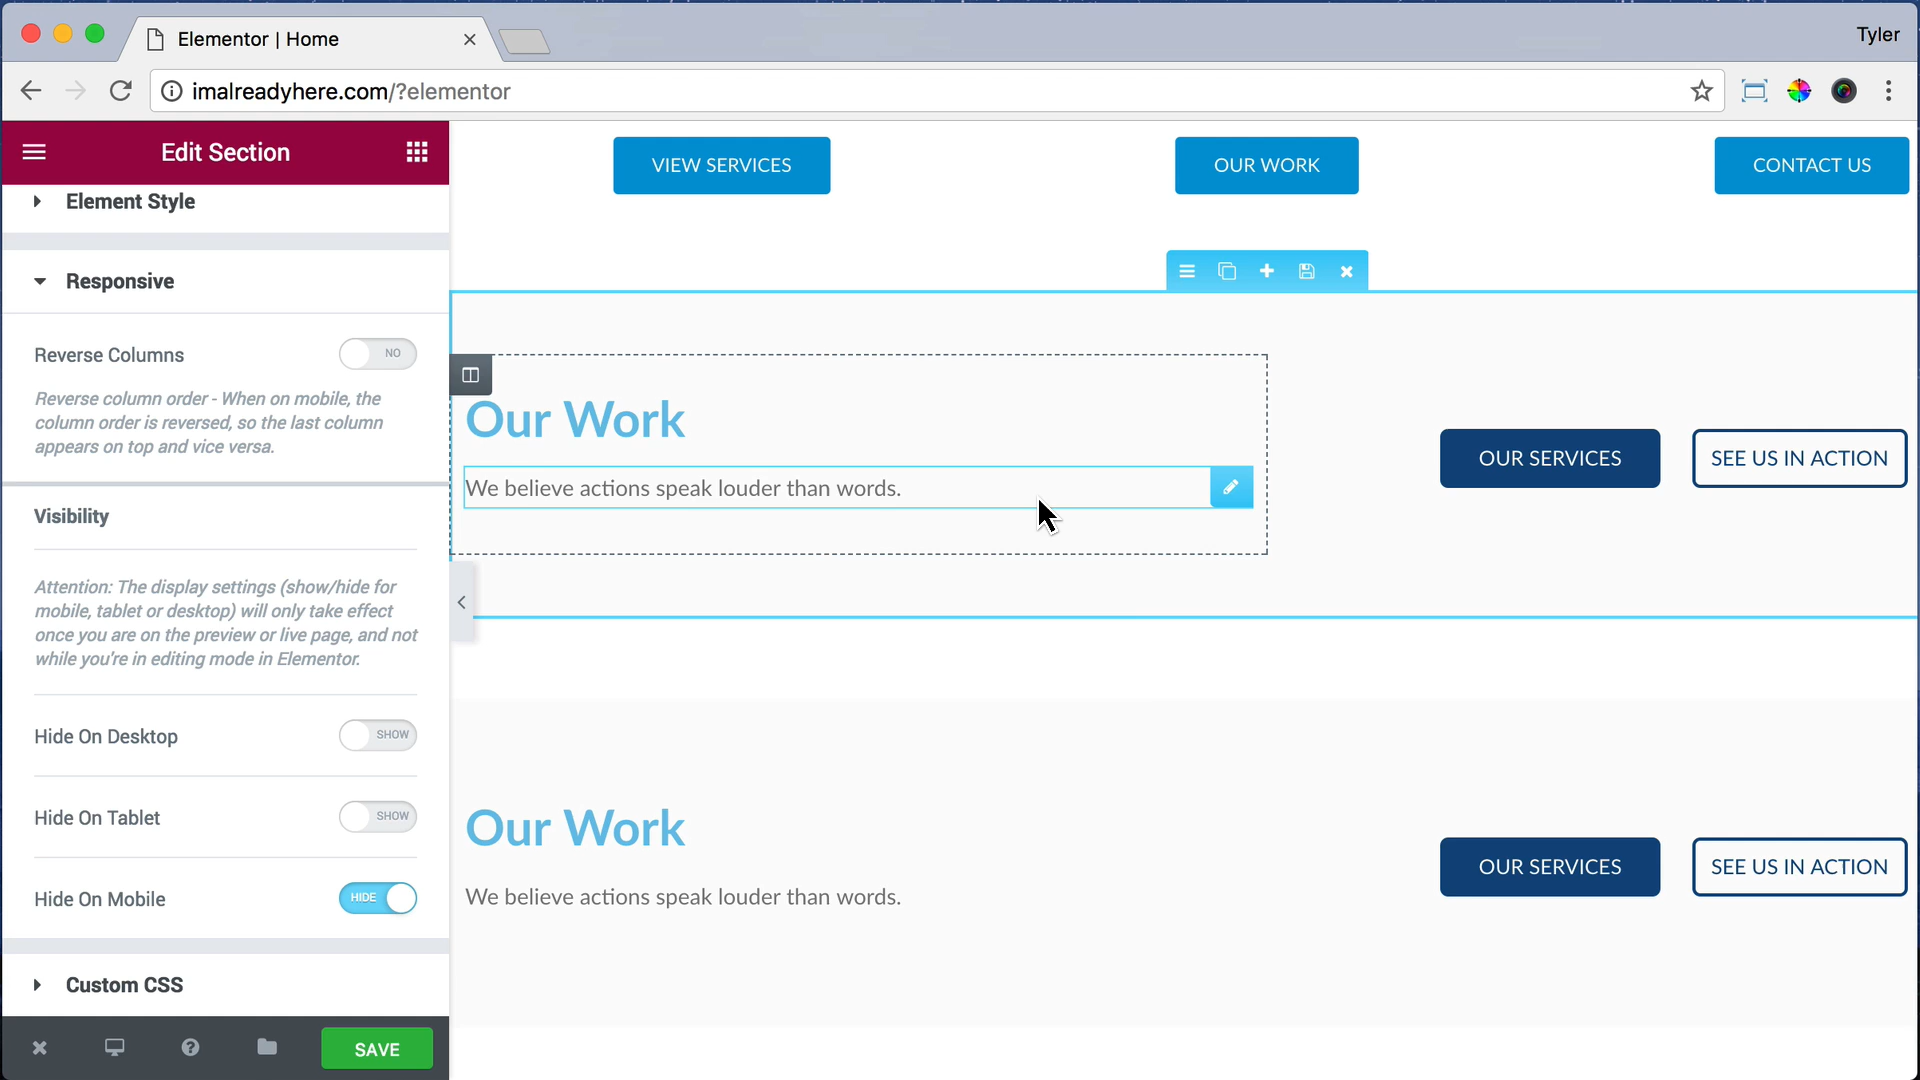 Elementor | Home
Tyler
imalreadyhere.com/?elementor
Edit Section
Element Style
Responsive
Reverse Columns
NO
Reverse column order - When on mobile, the
column order is reversed, so the last column
appears on top and vice versa.
Visibility
Attention: The display settings (show/hide for
mobile, tablet or desktop) will only take effect
once you are on the preview or live page, and not
while you're in editing mode in Elementor.
Hide On Desktop
SHOW
Hide On Tablet
SHOW
Hide On Mobile
HIDE
Custom CSS
SAVE
VIEW SERVICES
OUR WORK
CONTACT US
Our Work
We believe actions speak louder than words.
OUR SERVICES
SEE US IN ACTION
Our Work
We believe actions speak louder than words.
OUR SERVICES
SEE US IN ACTION